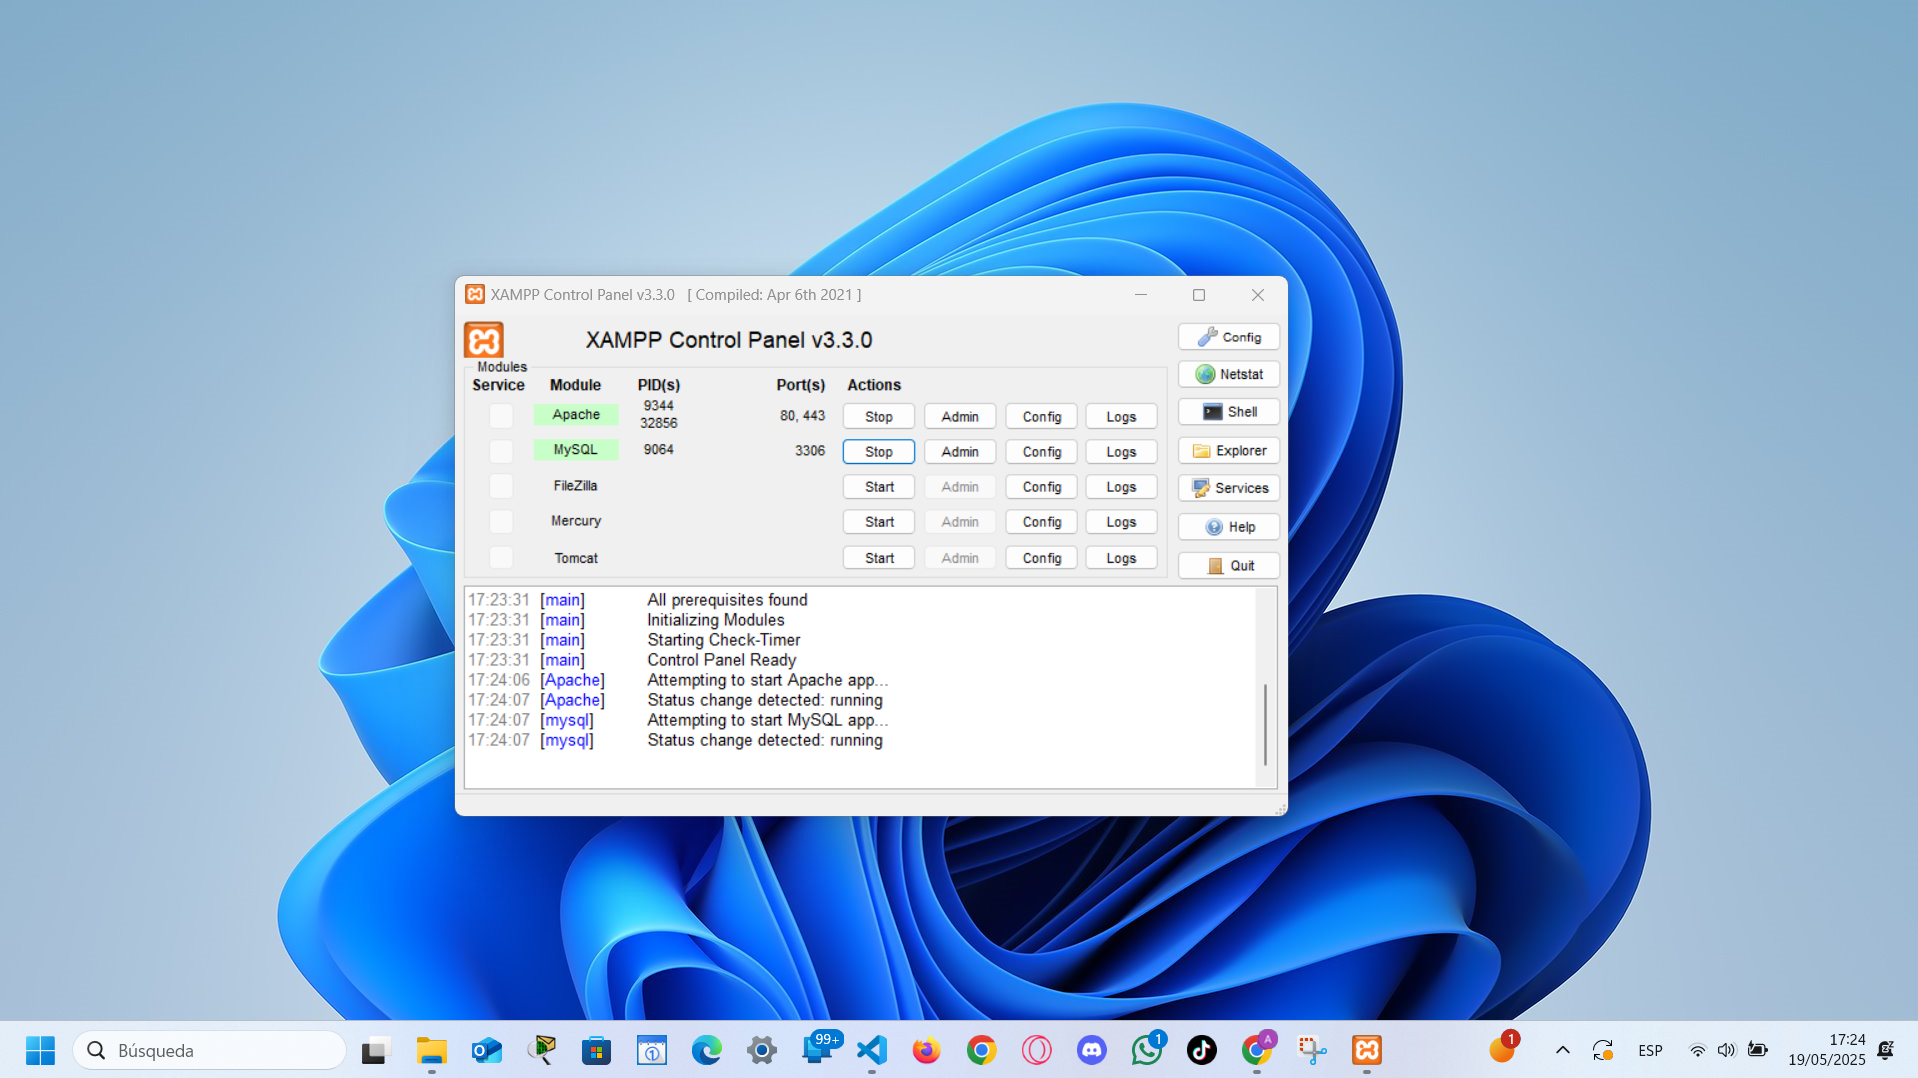 XAMPP Control Panel v3.3.0 [ Compiled: Apr 6th 2021 ]
XAMPP Control Panel v3.3.0
Config
Modules
Service Module PID(s) Port(s) Actions
Netstat
Apache 9344 32856 80, 443 Stop Admin Config Logs
Shell
MySQL 9064 3306 Stop Admin Config Logs
Explorer
FileZilla Start Admin Config Logs
Services
Mercury Start Admin Config Logs
Help
Tomcat Start Admin Config Logs
Quit
17:23:31 [main] All prerequisites found
17:23:31 [main] Initializing Modules
17:23:31 [main] Starting Check-Timer
17:23:31 [main] Control Panel Ready
17:24:06 [Apache] Attempting to start Apache app...
17:24:07 [Apache] Status change detected: running
17:24:07 [mysql] Attempting to start MySQL app...
17:24:07 [mysql] Status change detected: running
Búsqueda
99+
1
A
1
ESP
17:24
19/05/2025